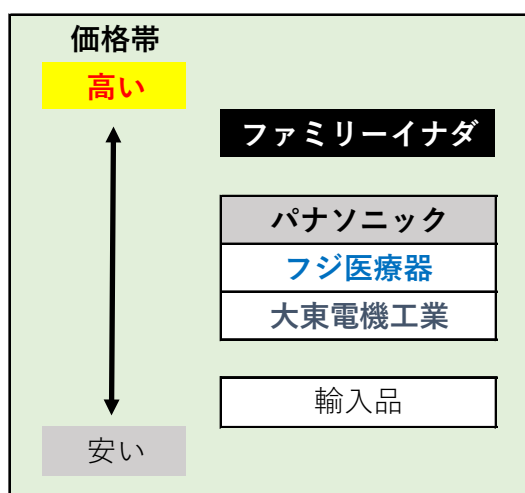 価格帯
高い
ファミリーイナダ
パナソニック
フジ医療器
大東電機工業
輸入品
安い